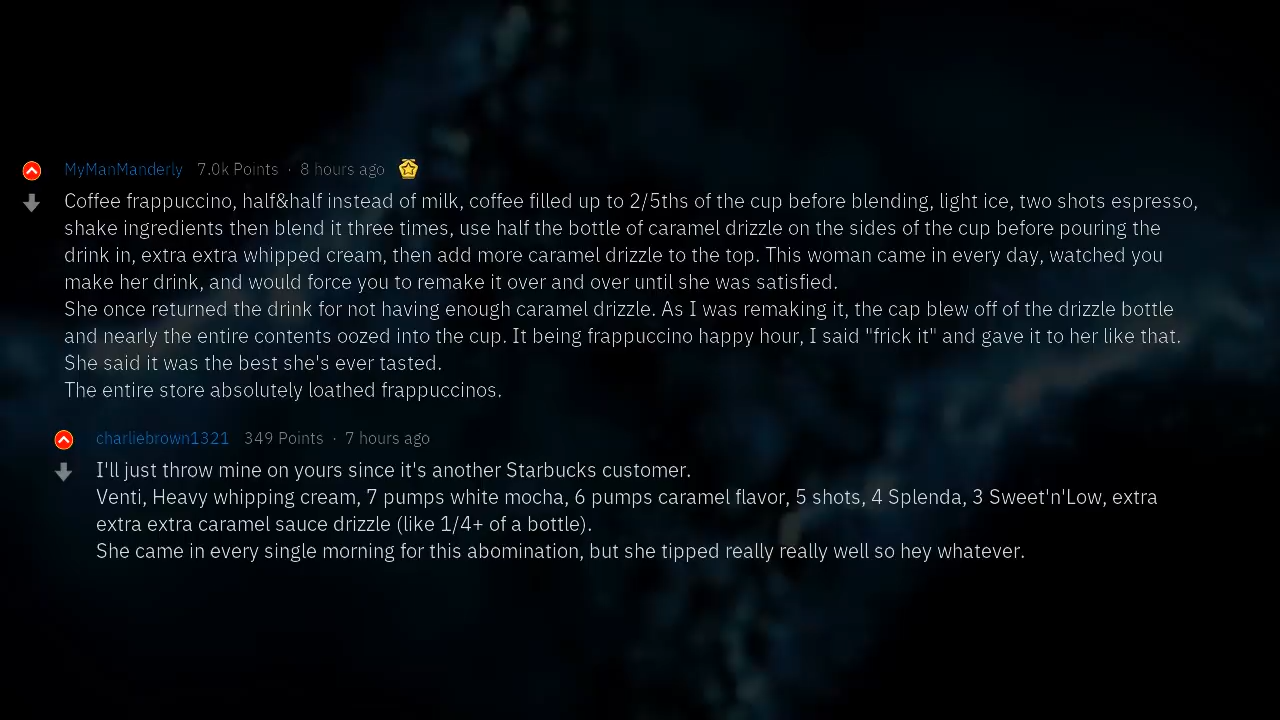 MyManManderly 7.0k Points · 8 hours ago
Coffee frappuccino, half&half instead of milk, coffee filled up to 2/5ths of the cup before blending, light ice, two shots espresso,
shake ingredients then blend it three times, use half the bottle of caramel drizzle on the sides of the cup before pouring the
drink in, extra extra whipped cream, then add more caramel drizzle to the top. This woman came in every day, watched you
make her drink, and would force you to remake it over and over until she was satisfied.
She once returned the drink for not having enough caramel drizzle. As I was remaking it, the cap blew off of the drizzle bottle
and nearly the entire contents oozed into the cup. It being frappuccino happy hour, I said "frick it" and gave it to her like that.
She said it was the best she's ever tasted.
The entire store absolutely loathed frappuccinos.
charliebrown1321 349 Points · 7 hours ago
I'll just throw mine on yours since it's another Starbucks customer.
Venti, Heavy whipping cream, 7 pumps white mocha, 6 pumps caramel flavor, 5 shots, 4 Splenda, 3 Sweet'n'Low, extra
extra extra caramel sauce drizzle (like 1/4+ of a bottle).
She came in every single morning for this abomination, but she tipped really really well so hey whatever.